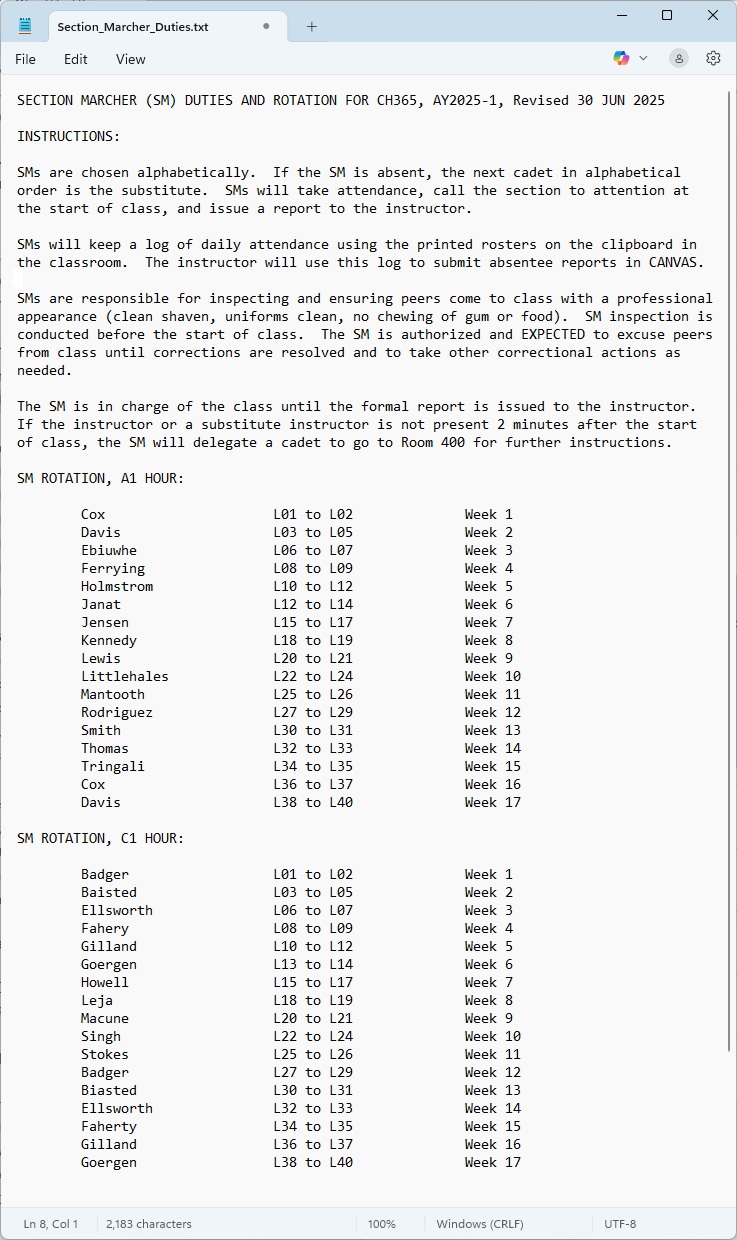 Section_Marcher_Duties.txt
File Edit View
SECTION MARCHER (SM) DUTIES AND ROTATION FOR CH365, AY2025-1, Revised 30 JUN 2025
INSTRUCTIONS:
SMs are chosen alphabetically.  If the SM is absent, the next cadet in alphabetical
order is the substitute.  SMs will take attendance, call the section to attention at
the start of class, and issue a report to the instructor.
SMs will keep a log of daily attendance using the printed rosters on the clipboard in
the classroom.  The instructor will use this log to submit absentee reports in CANVAS.
SMs are responsible for inspecting and ensuring peers come to class with a professional
appearance (clean shaven, uniforms clean, no chewing of gum or food).  SM inspection is
conducted before the start of class.  The SM is authorized and EXPECTED to excuse peers
from class until corrections are resolved and to take other correctional actions as
needed.
The SM is in charge of the class until the formal report is issued to the instructor.
If the instructor or a substitute instructor is not present 2 minutes after the start
of class, the SM will delegate a cadet to go to Room 400 for further instructions.
SM ROTATION, A1 HOUR:
Cox L01 to L02 Week 1
Davis L03 to L05 Week 2
Ebiuwhe L06 to L07 Week 3
Ferrying L08 to L09 Week 4
Holmstrom L10 to L12 Week 5
Janat L12 to L14 Week 6
Jensen L15 to L17 Week 7
Kennedy L18 to L19 Week 8
Lewis L20 to L21 Week 9
Littlehales L22 to L24 Week 10
Mantooth L25 to L26 Week 11
Rodriguez L27 to L29 Week 12
Smith L30 to L31 Week 13
Thomas L32 to L33 Week 14
Tringali L34 to L35 Week 15
Cox L36 to L37 Week 16
Davis L38 to L40 Week 17
SM ROTATION, C1 HOUR:
Badger L01 to L02 Week 1
Baisted L03 to L05 Week 2
Ellsworth L06 to L07 Week 3
Fahery L08 to L09 Week 4
Gilland L10 to L12 Week 5
Goergen L13 to L14 Week 6
Howell L15 to L17 Week 7
Leja L18 to L19 Week 8
Macune L20 to L21 Week 9
Singh L22 to L24 Week 10
Stokes L25 to L26 Week 11
Badger L27 to L29 Week 12
Biasted L30 to L31 Week 13
Ellsworth L32 to L33 Week 14
Faherty L34 to L35 Week 15
Gilland L36 to L37 Week 16
Goergen L38 to L40 Week 17
Ln 8, Col 1 2,183 characters 100% Windows (CRLF) UTF-8